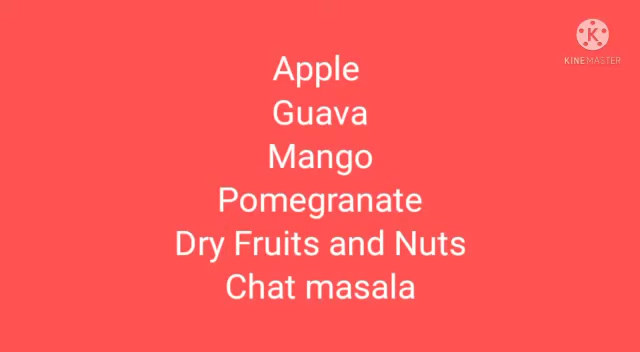 KINEMASTER
Apple
Guava
Mango
Pomegranate
Dry Fruits and Nuts
Chat masala